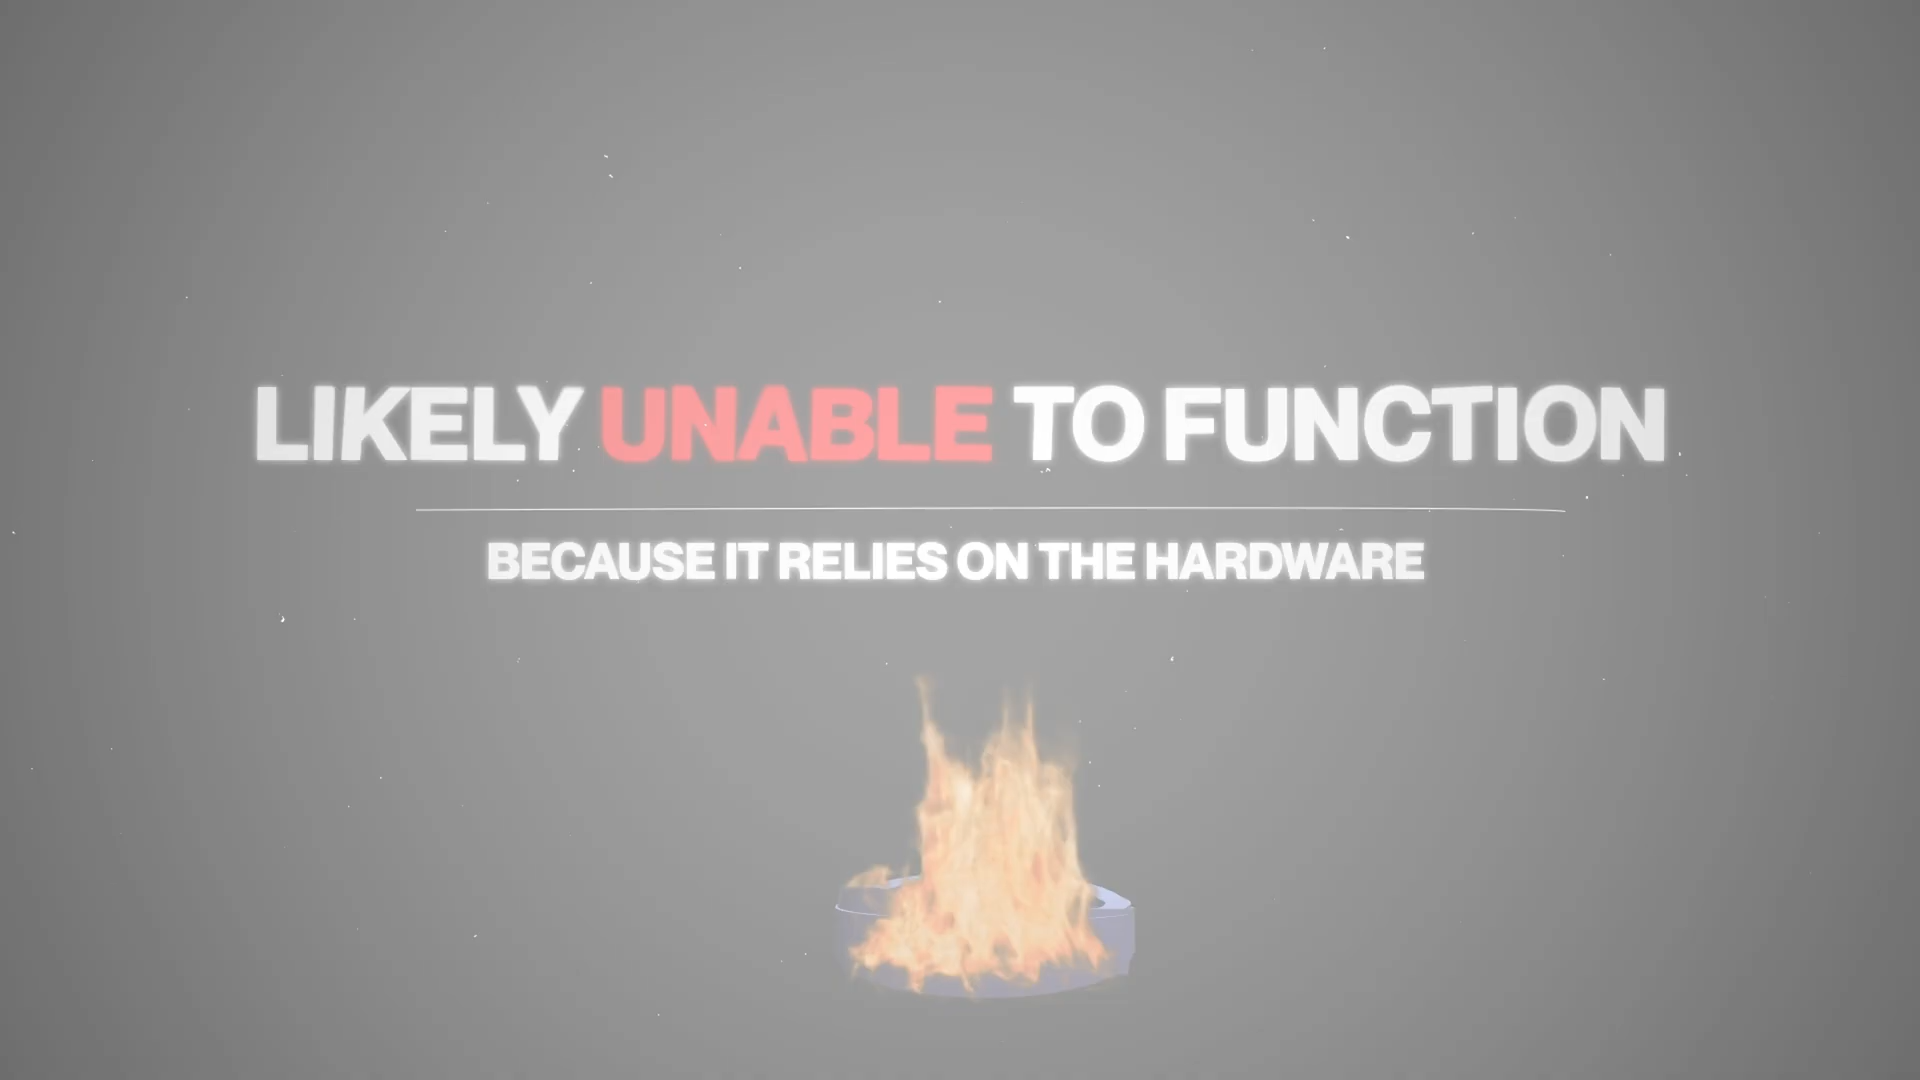 LIKELY UNABLE TO FUNCTION
BECAUSE IT RELIES ON THE HARDWARE